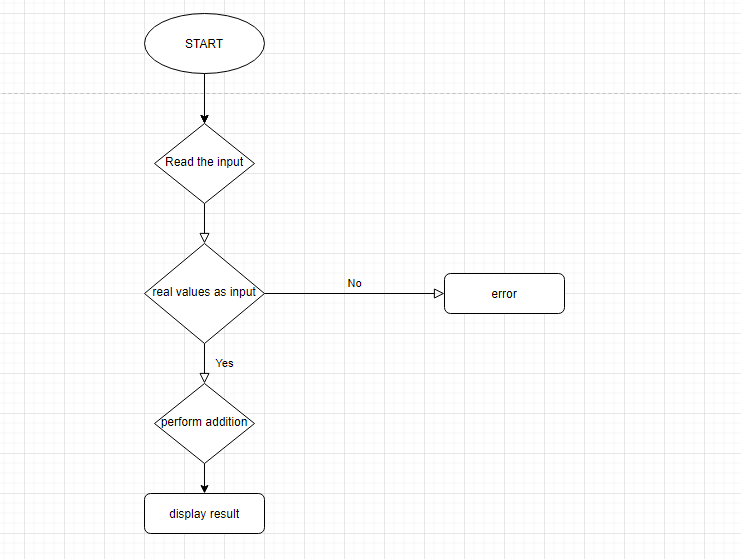 START
Read the input
real values as input
No
error
Yes
perform addition
display result